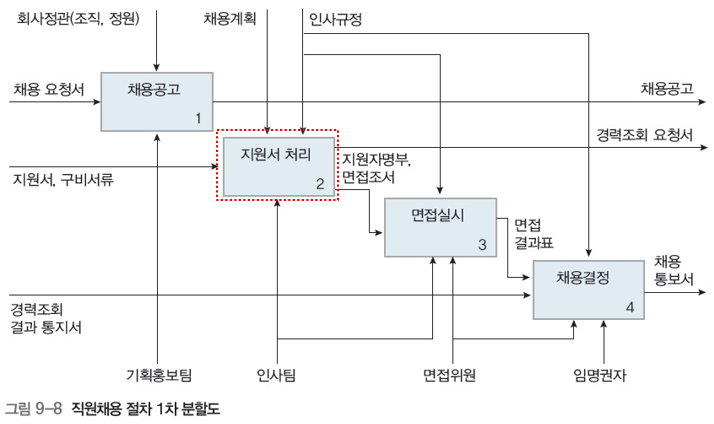 회사정관(조직, 정원)
채용계획
인사규정
채용 요청서
채용공고
1
채용공고
경력조회 요청서
지원서 처리
2
지원자명부,
면접조서
지원서, 구비서류
면접실시
3
면접
결과표
채용결정
4
채용
통보서
경력조회
결과 통지서
기획홍보팀
인사팀
면접위원
임명권자
그림 9-8 직원채용 절차 1차 분할도